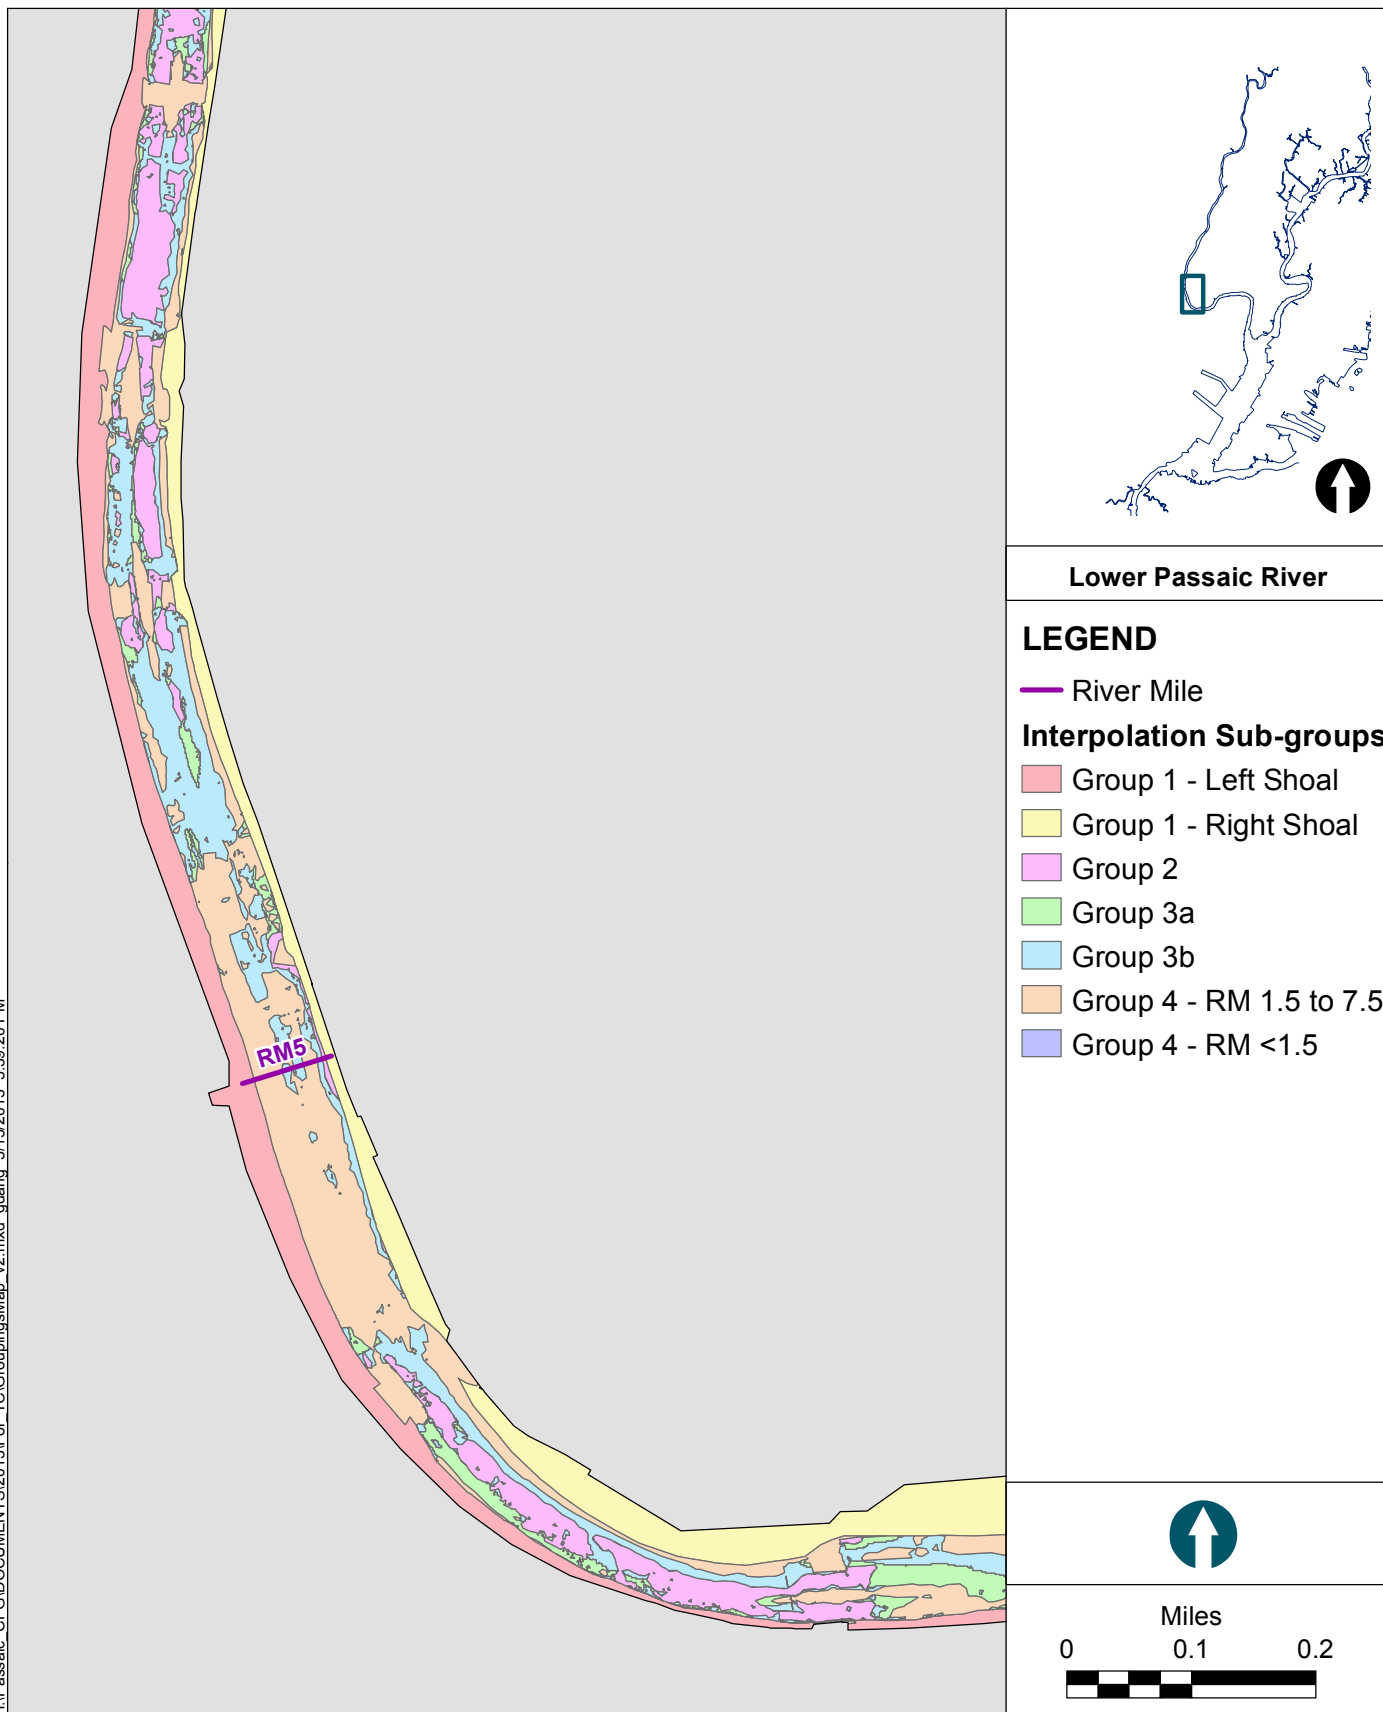 Lower Passaic River
LEGEND
River Mile
Interpolation Sub-groups
Group 1 - Left Shoal
Group 1 - Right Shoal
Group 2
Group 3a
Group 3b
Group 4 - RM 1.5 to 7.5
Group 4 - RM <1.5
RM5
Miles
0 0.1 0.2